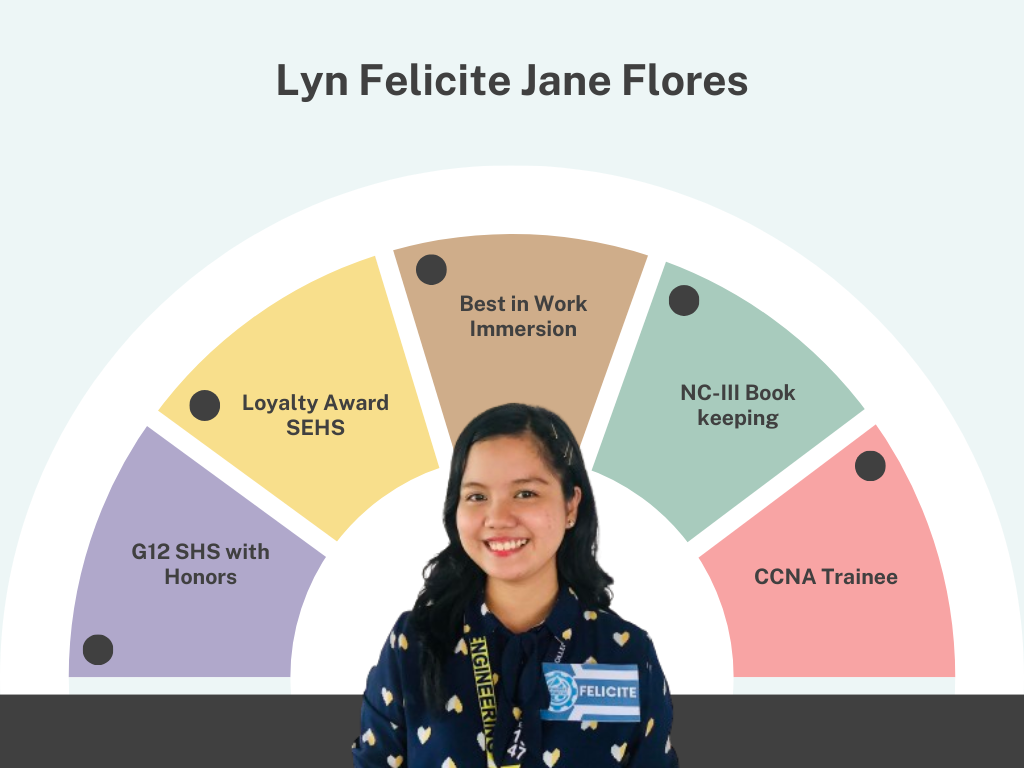 Lyn Felicite Jane Flores
Best in Work
Immersion
NC-III Book
keeping
Loyalty Award
SEHS
G12 SHS with
Honors
CCNA Trainee
FELICITE